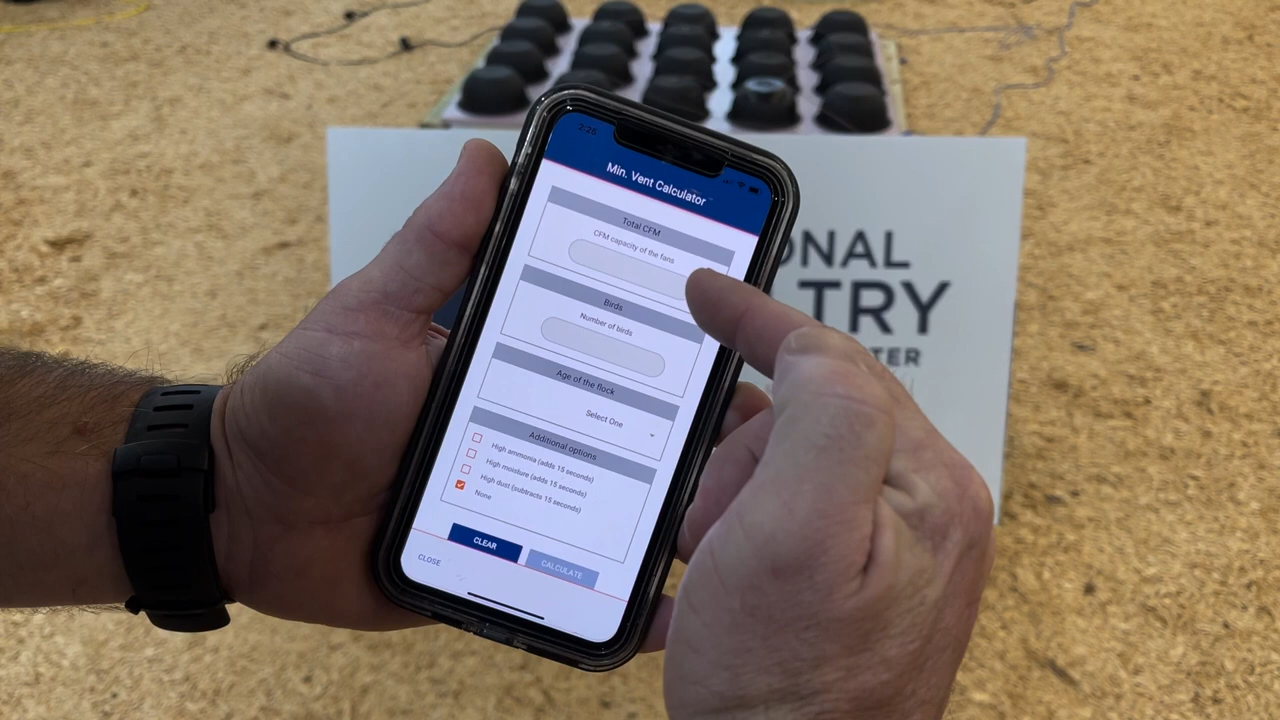 2:26
Min. Vent Calculator
Total CFM
CFM capacity of the fans
Birds
Number of birds
Age of the flock
Select One
Additional options
High ammonia (adds 15 seconds)
High moisture (adds 15 seconds)
High dust (subtracts 15 seconds)
None
CLEAR
CALCULATE
CLOSE
ONAL
TRY
TER